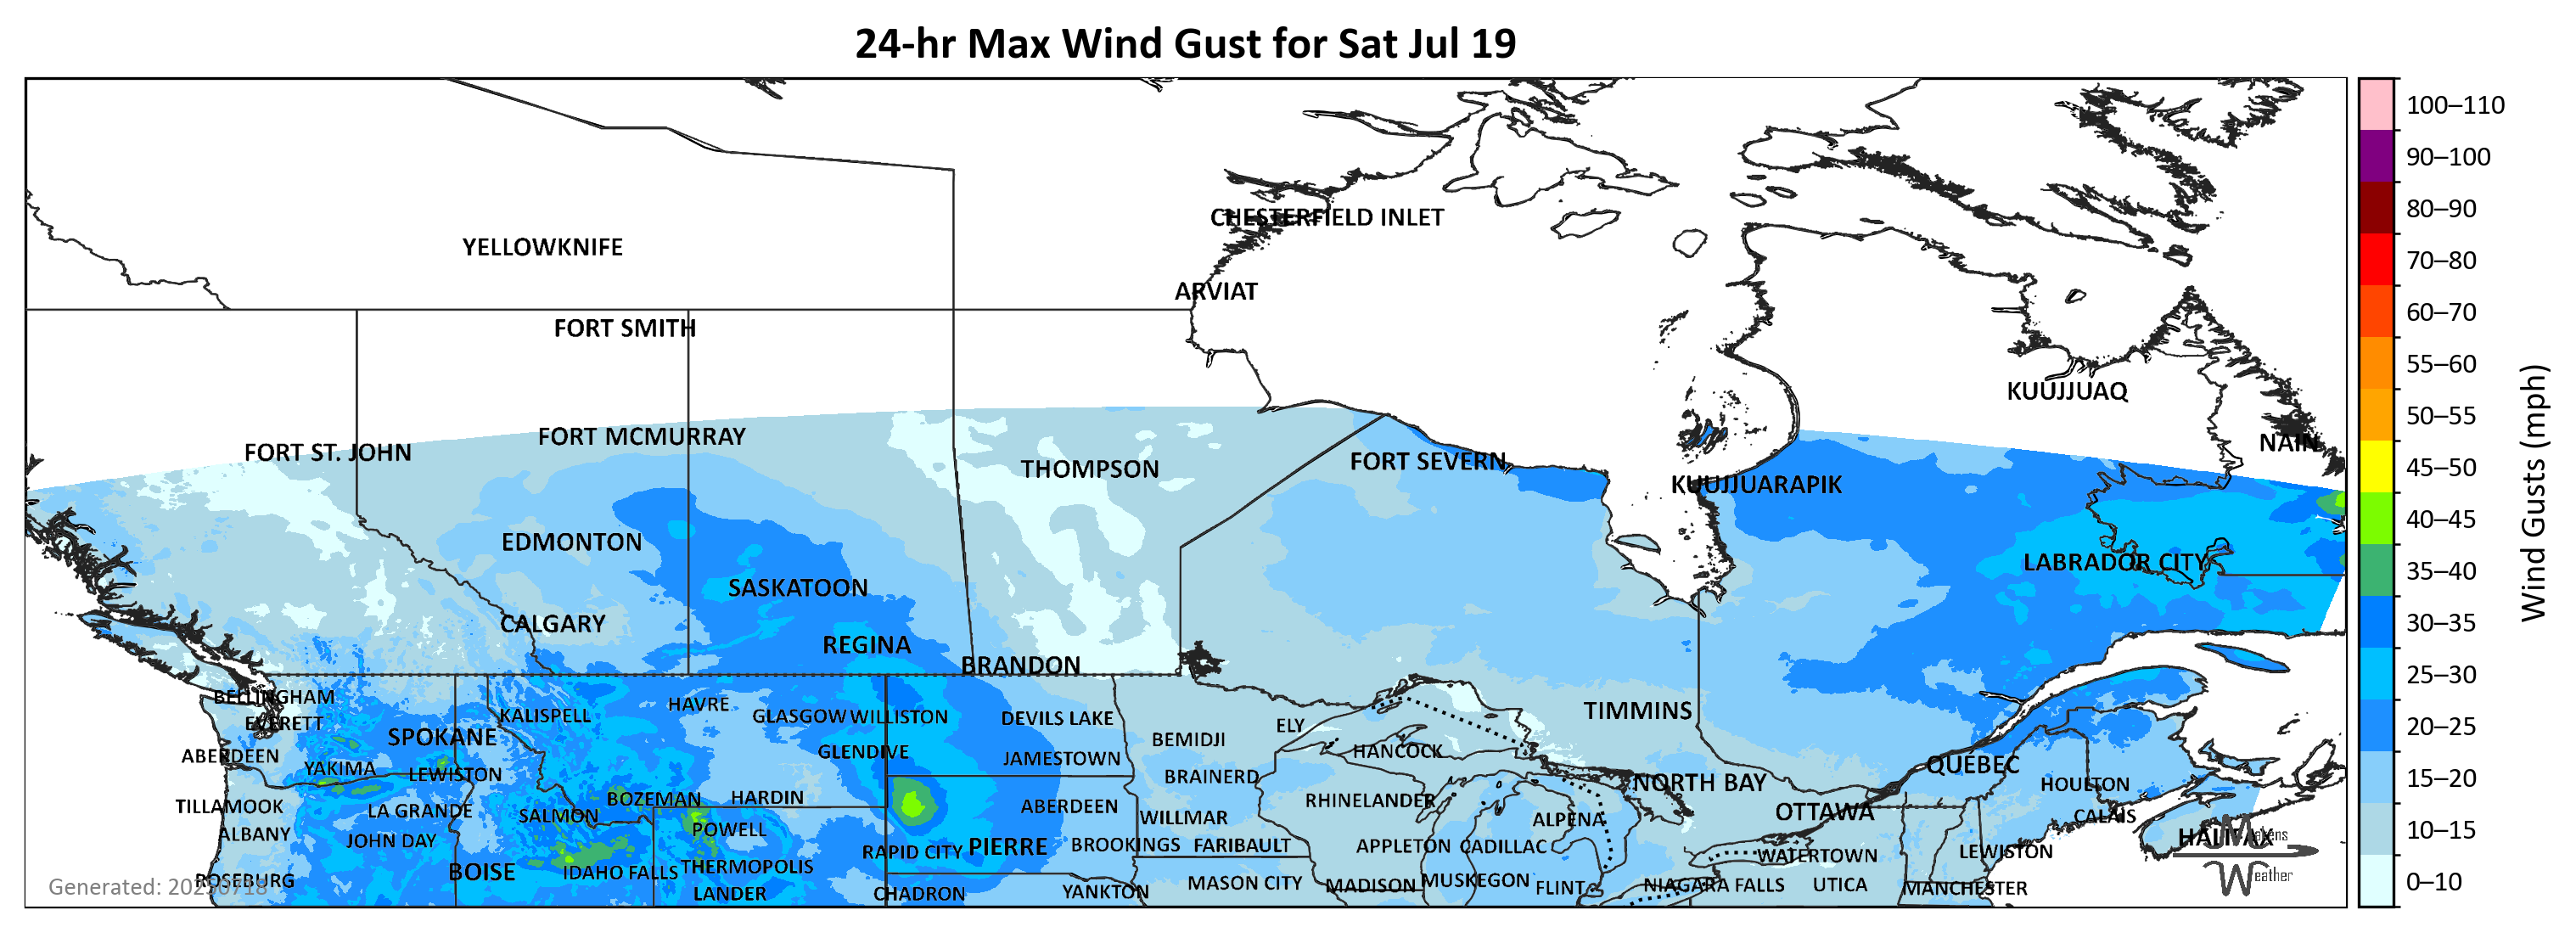 24-hr Max Wind Gust for Sat Jul 19
100–110
90–100
80–90
CHESTERFIELD INLET
YELLOWKNIFE
70–80
ARVIAT
60–70
FORT SMITH
55–60
KUUJJUAQ
50–55
FORT MCMURRAY
NAIN
FORT ST. JOHN
FORT SEVERN
THOMPSON
45–50
KUUJJUARAPIK
40–45
Wind Gusts (mph)
EDMONTON
LABRADOR CITY
35–40
SASKATOON
CALGARY
30–35
REGINA
BRANDON
25–30
BELLINGHAM
HAVRE
TIMMINS
KALISPELL
GLASGOW
WILLISTON
DEVILS LAKE
EVERETT
ELY
20–25
SPOKANE
BEMIDJI
GLENDIVE
HANCOCK
ABERDEEN
JAMESTOWN
QUEBEC
YAKIMA
LEWISTON
BRAINERD
15–20
NORTH BAY
HOULTON
BOZEMAN
HARDIN
RHINELANDER
TILLAMOOK
ABERDEEN
LA GRANDE
OTTAWA
SALMON
CALAIS
WILLMAR
ALPENA
POWELL
10–15
ALBANY
HALIFAX
Makens
JOHN DAY
BROOKINGS
FARIBAULT
APPLETON
CADILLAC
PIERRE
RAPID CITY
LEWISTON
WATERTOWN
THERMOPOLIS
BOISE
IDAHO FALLS
Weather
ROSEBURG
MUSKEGON
0–10
MASON CITY
MADISON
NIAGARA FALLS
UTICA
Generated: 20250718
FLINT
MANCHESTER
YANKTON
LANDER
CHADRON